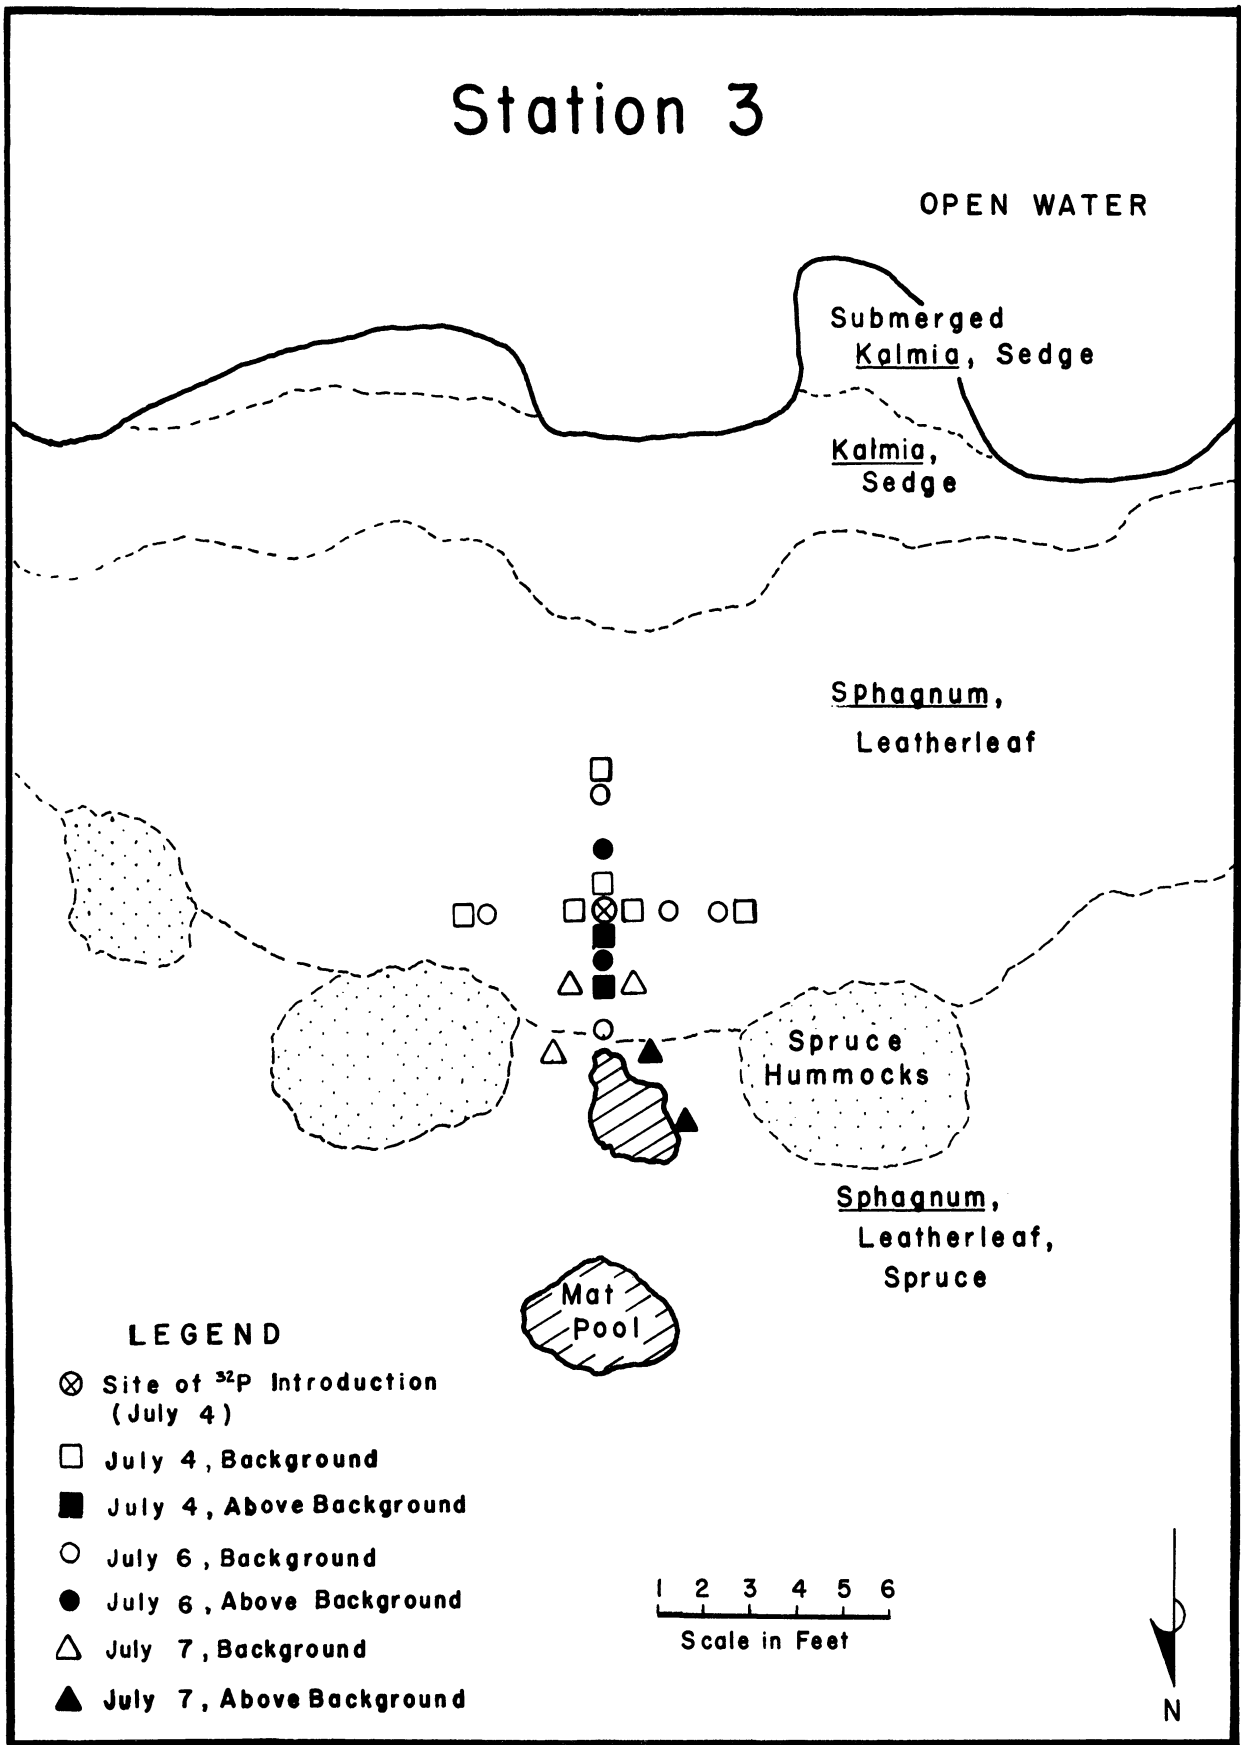 Station 3
OPEN WATER
Submerged
Kalmia, Sedge
Kalmia,
Sedge
Sphagnum,
Leatherleaf
Spruce
Hummocks
Sphagnum,
Leatherleaf,
Spruce
Mat
Pool
LEGEND
Site of ³²P Introduction
(July 4)
July 4, Background
July 4, Above Background
July 6, Background
July 6, Above Background
July 7, Background
July 7, Above Background
1 2 3 4 5 6
Scale in Feet
N